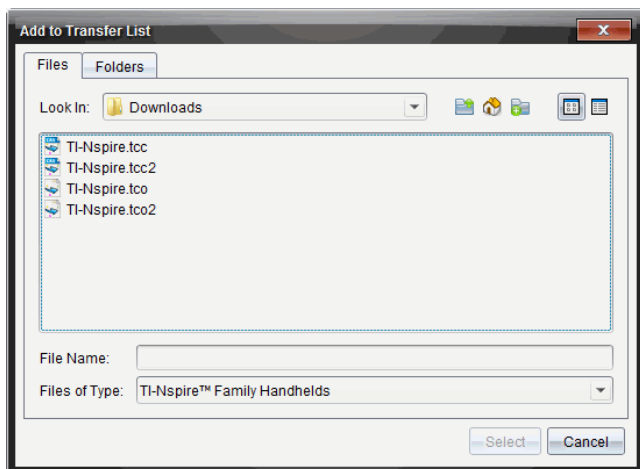 Add to Transfer List
Files Folders
Look In: Downloads
TI-Nspire.tcc
TI-Nspire.tcc2
TI-Nspire.tco
TI-Nspire.tco2
File Name:
Files of Type: TI-Nspire™ Family Handhelds
Select Cancel